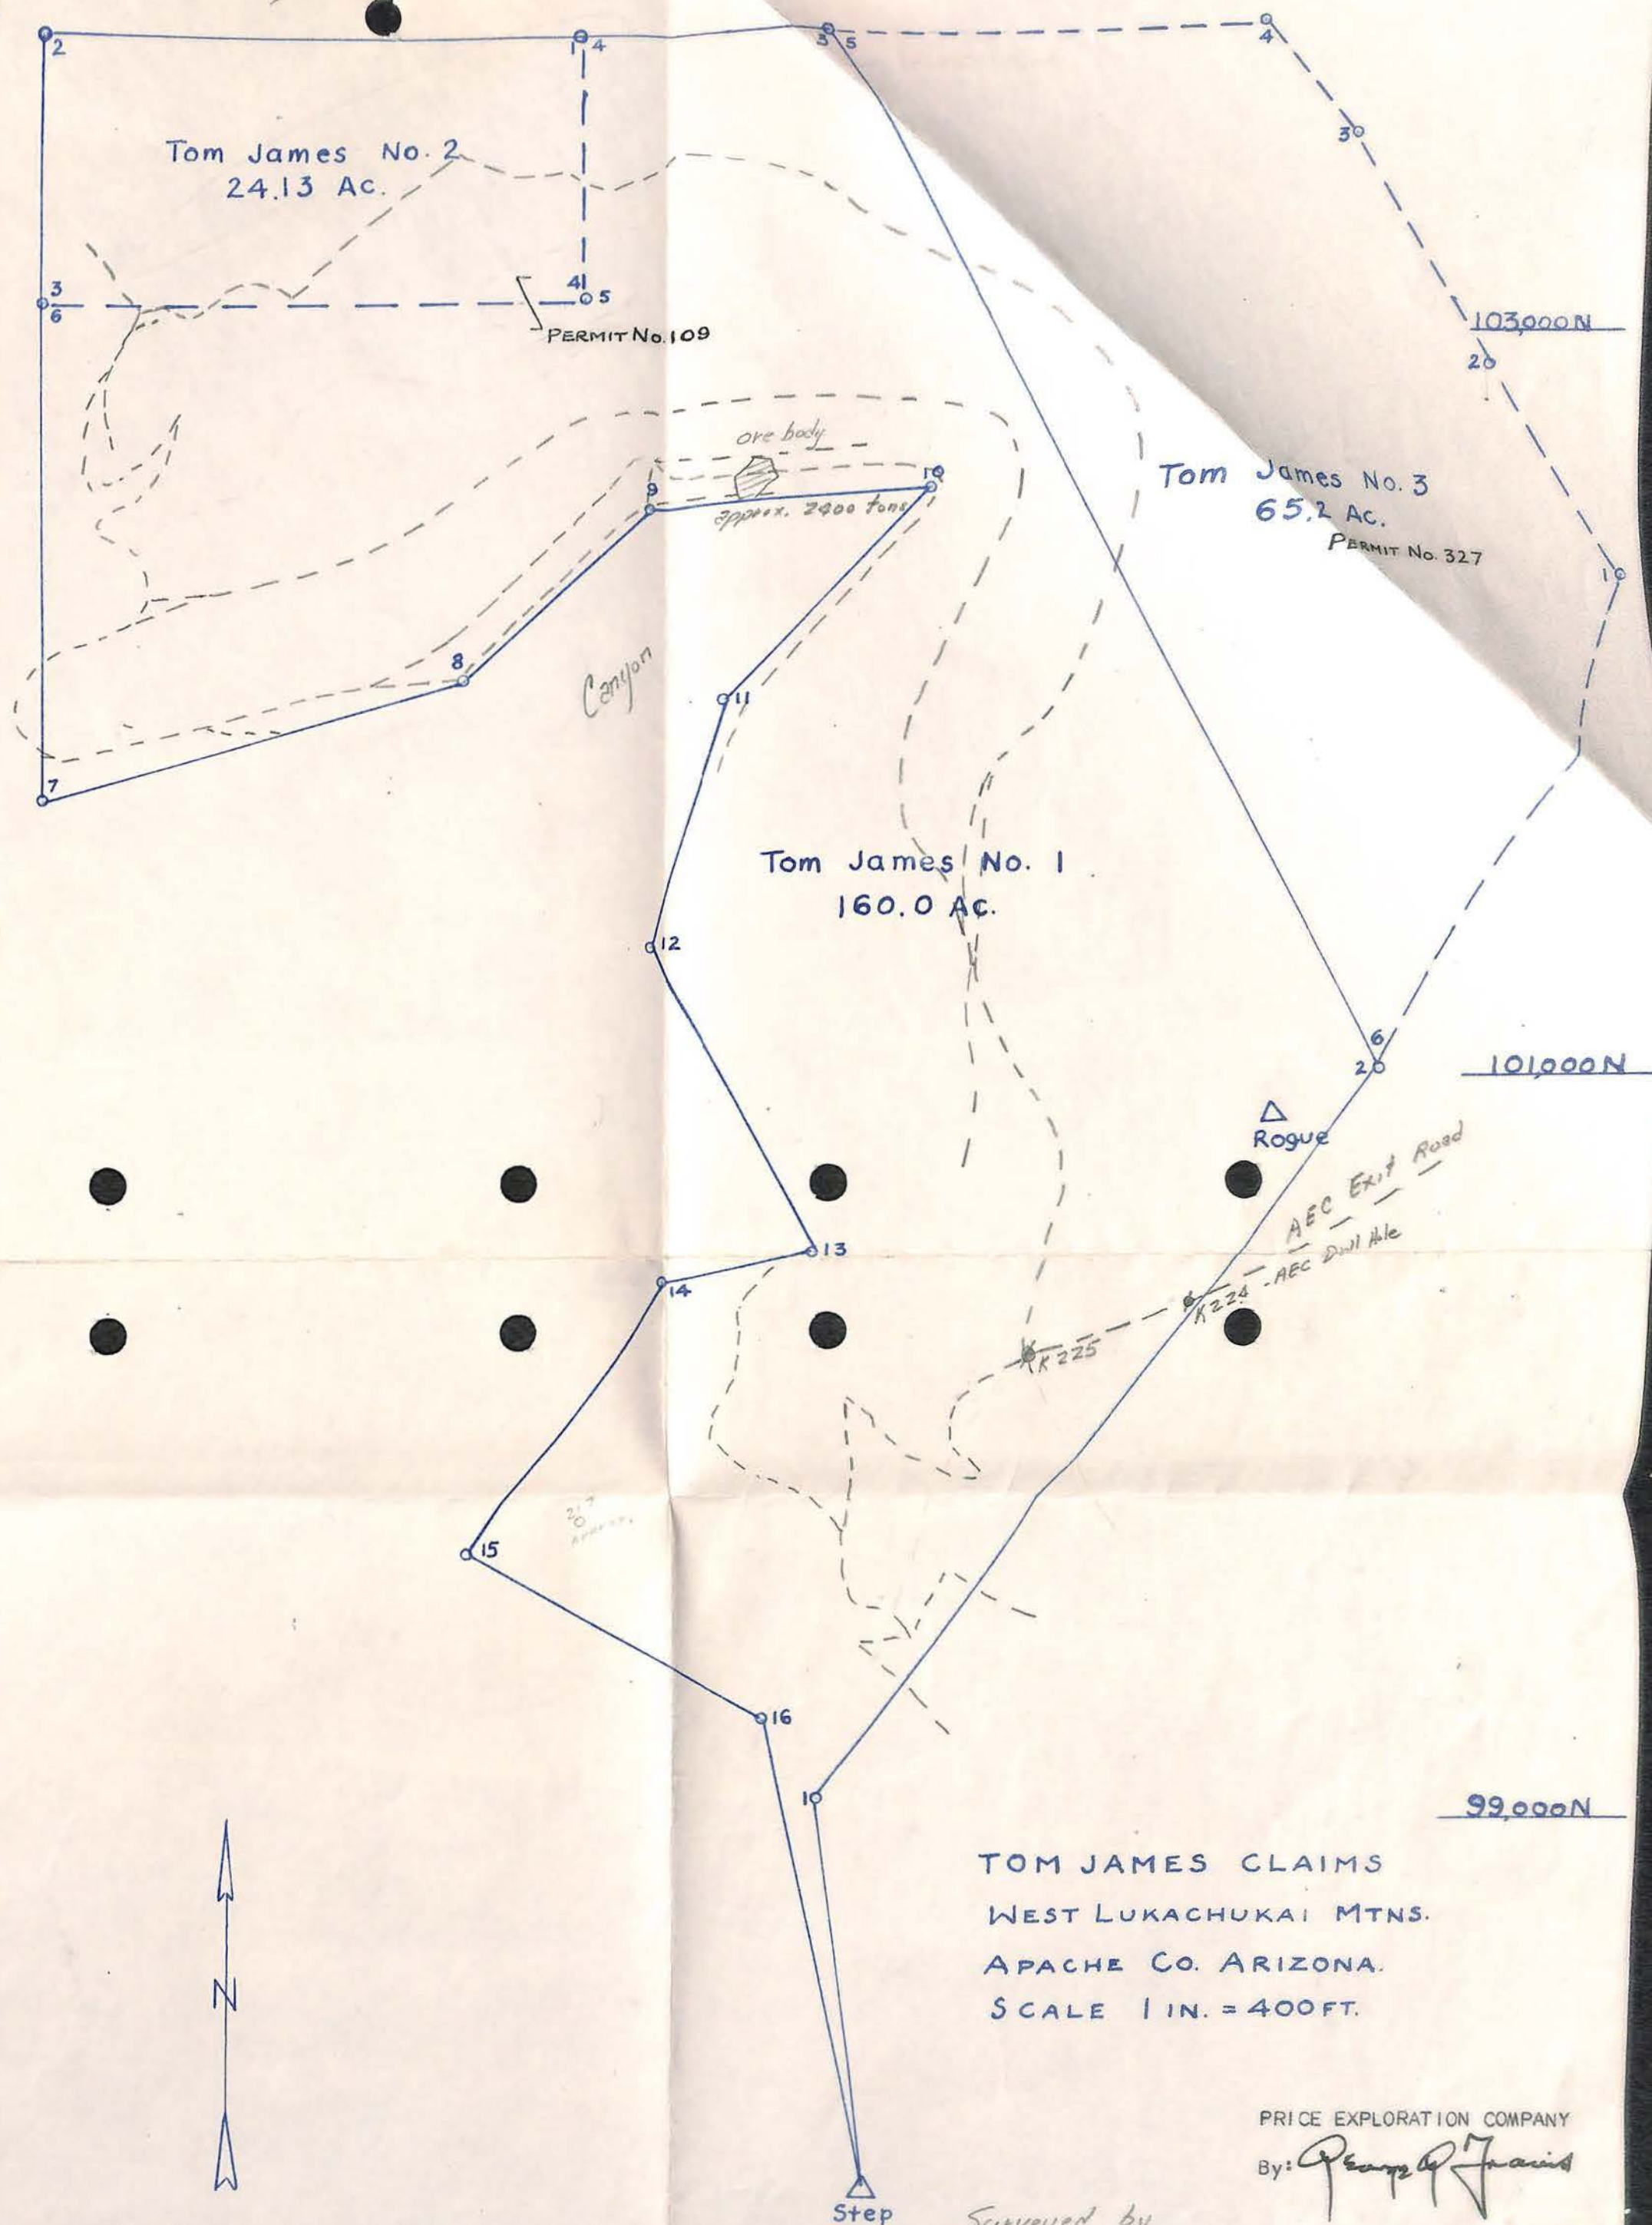 2
1 4
3 5
4
3
Tom James No. 2
24.13 Ac.
3
6
41
5
PERMIT No. 109
103,000N
2
ore body
9
10
approx. 2400 tons
Tom James No. 3
65.2 Ac.
PERMIT No. 327
1
8
Canyon
11
7
Tom James No. 1
160.0 Ac.
12
6
2
101,000N
Rogue
AEC Exit Road
13
AEC Drill Hole
14
K224
K225
15
16
1
99,000N
TOM JAMES CLAIMS
WEST LUKACHUKAI MTNS.
APACHE CO. ARIZONA.
SCALE 1 IN. = 400 FT.
N
PRICE EXPLORATION COMPANY
By: George A Travis
Step
Surveyed by